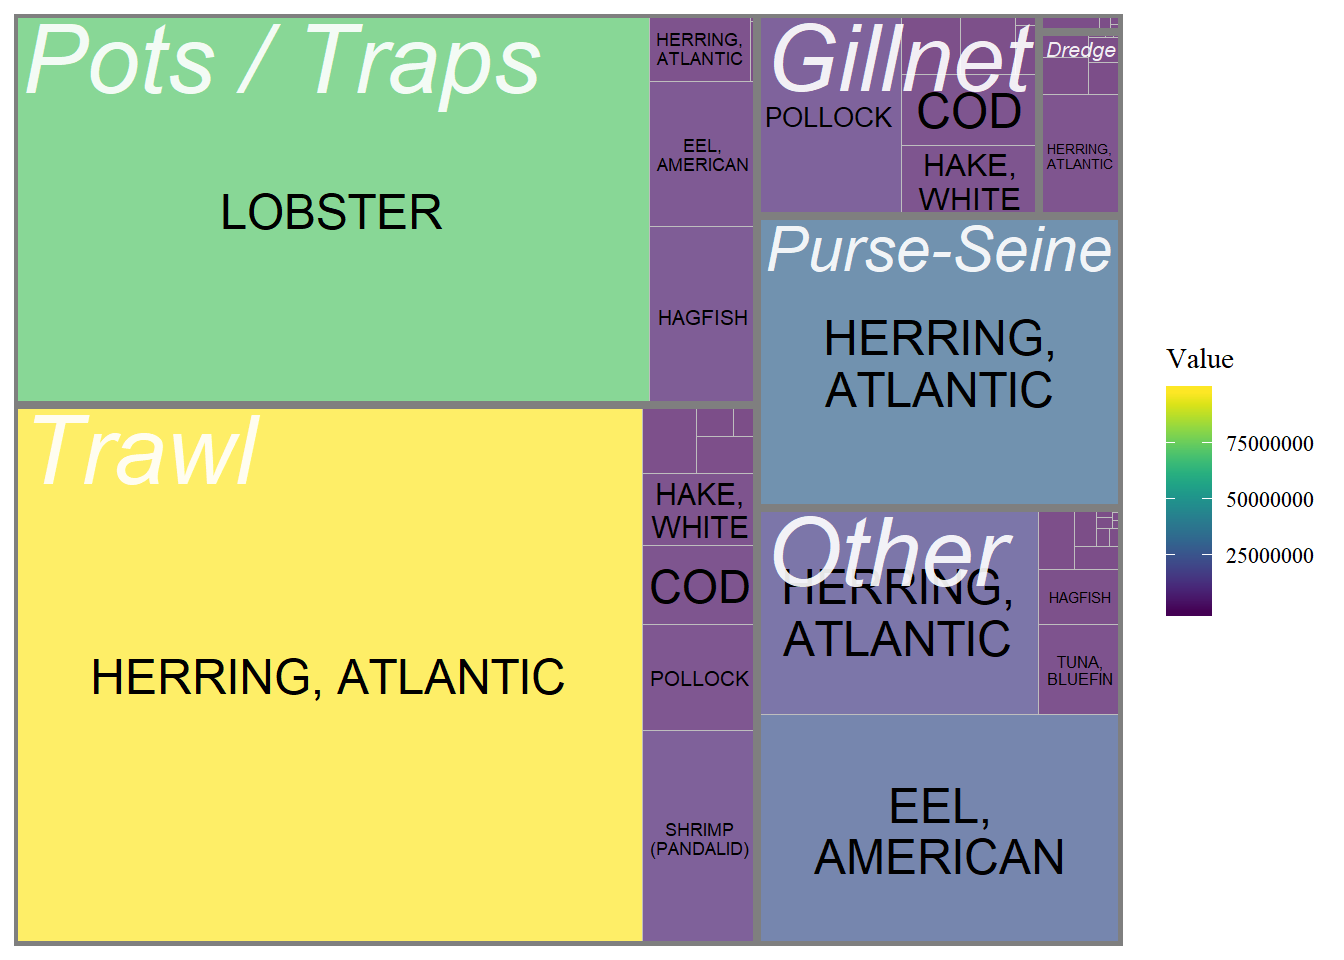 Pots / Traps
LOBSTER
HERRING,
ATLANTIC
EEL,
AMERICAN
HAGFISH
Gillnet
POLLOCK
COD
HAKE,
WHITE
Dredge
HERRING,
ATLANTIC
Purse-Seine
HERRING,
ATLANTIC
Trawl
HERRING, ATLANTIC
HAKE,
WHITE
COD
POLLOCK
SHRIMP
(PANDALID)
Other
HERRING,
ATLANTIC
HAGFISH
TUNA,
BLUEFIN
EEL,
AMERICAN
Value
75000000
50000000
25000000